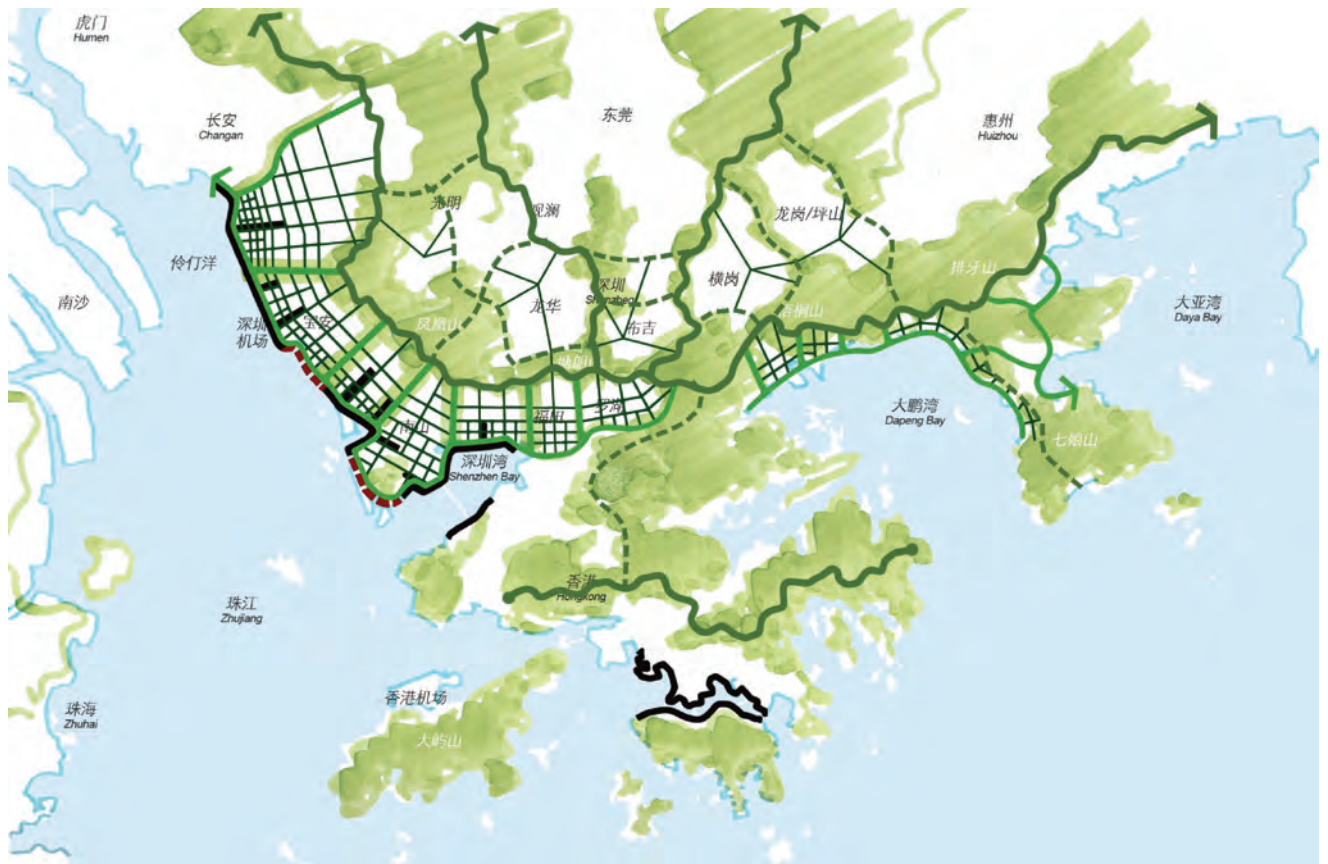 虎门
Humen
长安
Changan
东莞
惠州
Huizhou
光明
观澜
龙岗/坪山
伶仃洋
南沙
深圳
机场
宝安
凤凰山
龙华
深圳
Shenzhen
布吉
横岗
梧桐山
排牙山
大亚湾
Daya Bay
南山
福田
罗湖
深圳湾
Shenzhen Bay
大鹏湾
Dapeng Bay
七娘山
香港
Hongkong
珠江
Zhujiang
珠海
Zhuhai
香港机场
大屿山